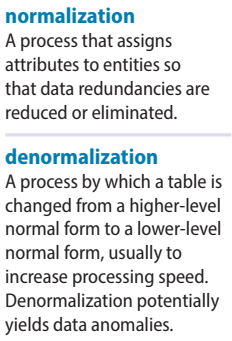 normalization
A process that assigns
attributes to entities so
that data redundancies are
reduced or eliminated.
denormalization
A process by which a table is
changed from a higher-level
normal form to a lower-level
normal form, usually to
increase processing speed.
Denormalization potentially
yields data anomalies.